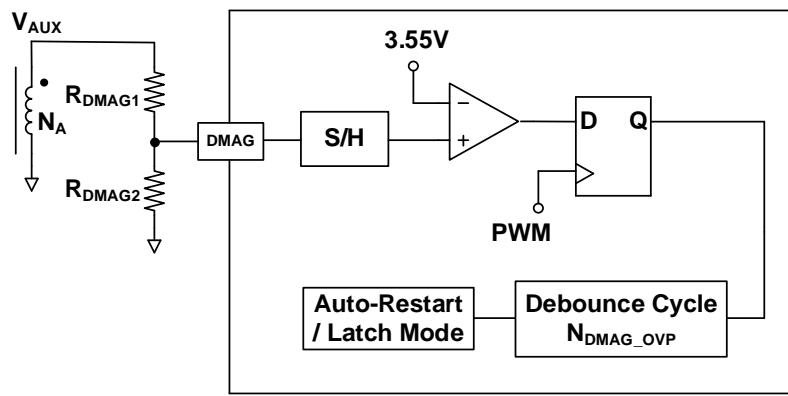 V_AUX
3.55V
R_DMAG1
N_A
DMAG
S/H
−
+
D Q
R_DMAG2
PWM
Auto-Restart
/ Latch Mode
Debounce Cycle
N_DMAG_OVP